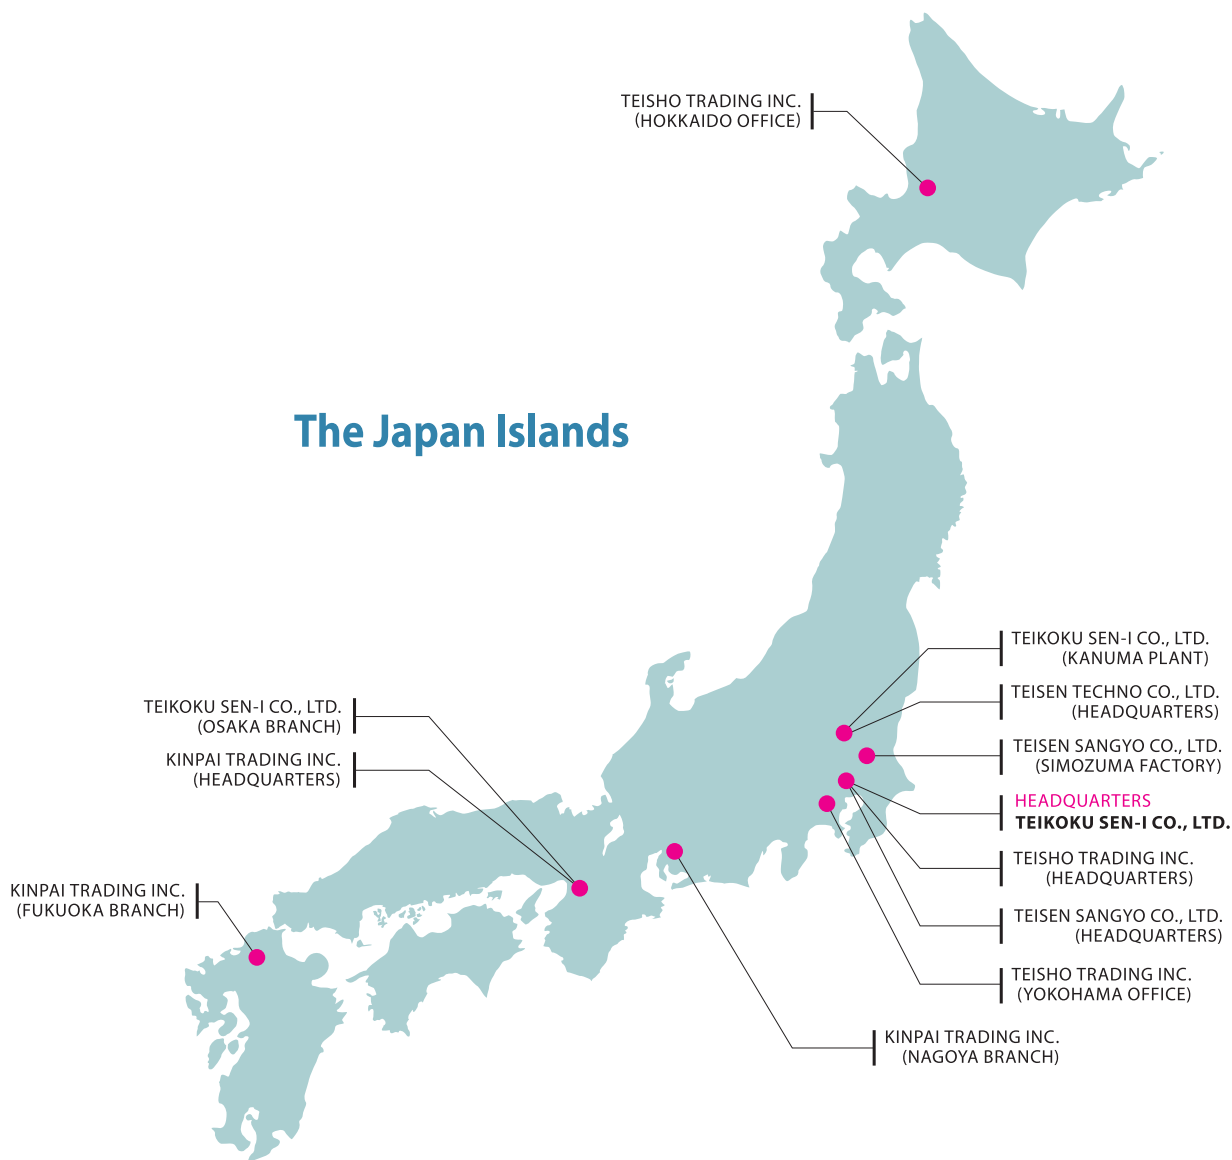 TEISHO TRADING INC.
(HOKKAIDO OFFICE)
The Japan Islands
TEIKOKU SEN-I CO., LTD.
(KANUMA PLANT)
TEISEN TECHNO CO., LTD.
(HEADQUARTERS)
TEISEN SANGYO CO., LTD.
(SIMOZUMA FACTORY)
HEADQUARTERS
TEIKOKU SEN-I CO., LTD.
TEISHO TRADING INC.
(HEADQUARTERS)
TEISEN SANGYO CO., LTD.
(HEADQUARTERS)
TEISHO TRADING INC.
(YOKOHAMA OFFICE)
KINPAI TRADING INC.
(NAGOYA BRANCH)
TEIKOKU SEN-I CO., LTD.
(OSAKA BRANCH)
KINPAI TRADING INC.
(HEADQUARTERS)
KINPAI TRADING INC.
(FUKUOKA BRANCH)